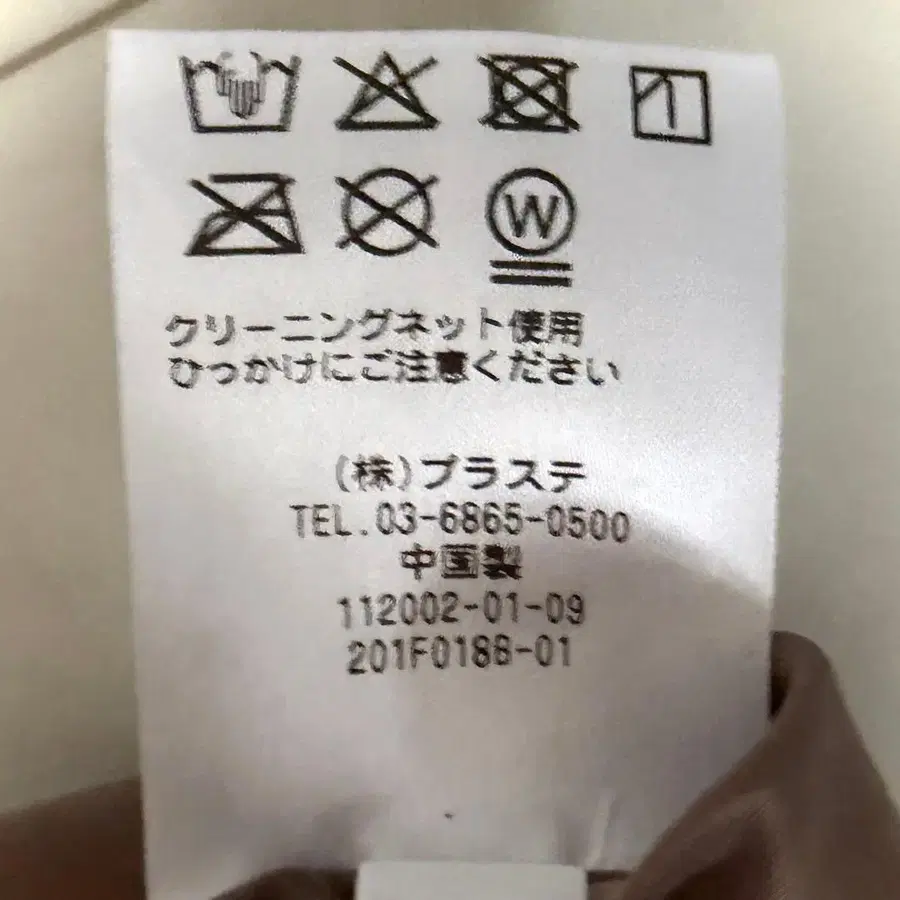 W
クリーニングネット使用
ひっかけにご注意ください
(株)プラステ
TEL.03-6865-0500
中国製
112002-01-09
201F018B-01